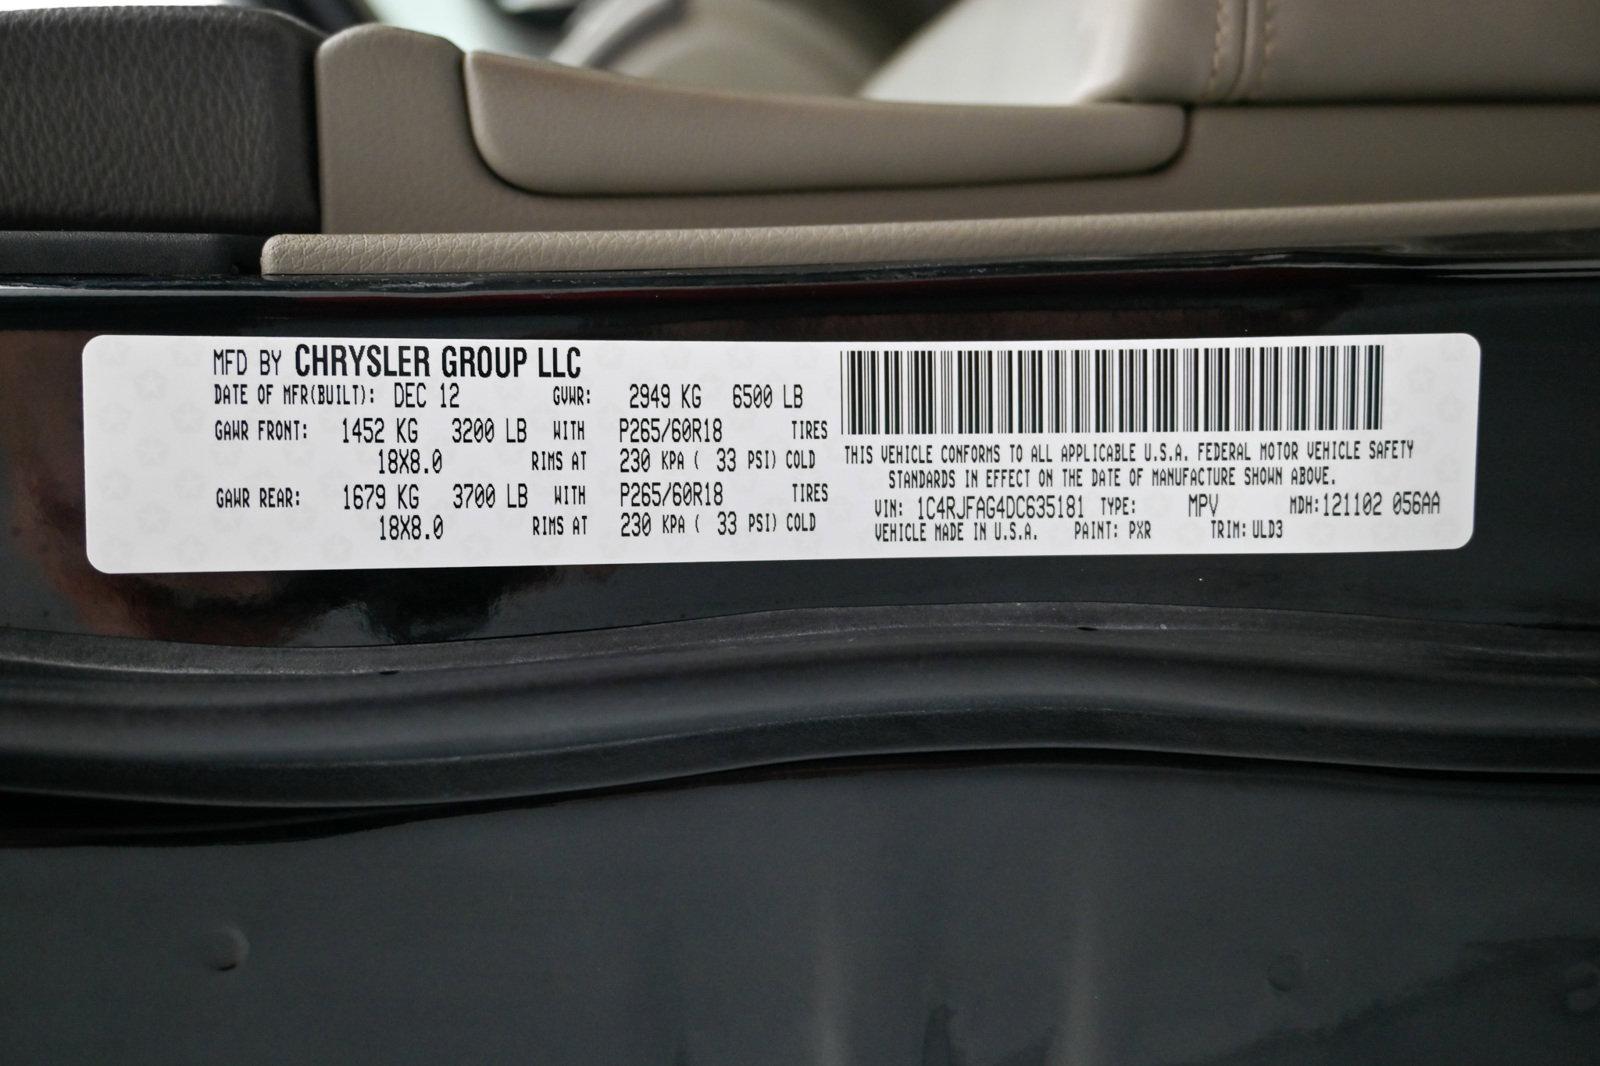 MFD BY CHRYSLER GROUP LLC
DATE OF MFR(BUILT): DEC 12 GVWR: 2949 KG 6500 LB
GAWR FRONT: 1452 KG 3200 LB WITH P265/60R18 TIRES
18X8.0 RIMS AT 230 KPA ( 33 PSI) COLD
GAWR REAR: 1679 KG 3700 LB WITH P265/60R18 TIRES
18X8.0 RIMS AT 230 KPA ( 33 PSI) COLD
THIS VEHICLE CONFORMS TO ALL APPLICABLE U.S.A. FEDERAL MOTOR VEHICLE SAFETY
STANDARDS IN EFFECT ON THE DATE OF MANUFACTURE SHOWN ABOVE.
VIN: 1C4RJFAG4DC635181 TYPE: MPV MDH: 121102 056AA
VEHICLE MADE IN U.S.A. PAINT: PXR TRIM: ULD3